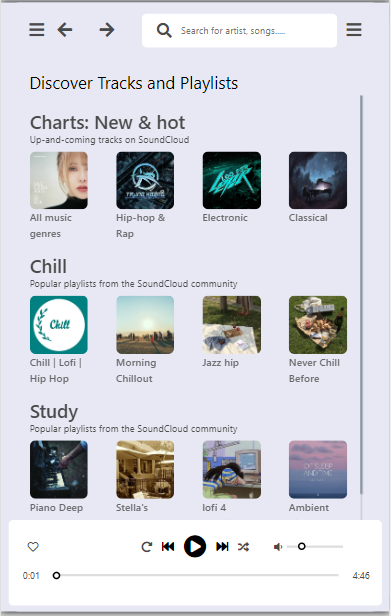 Search for artist, songs.....
Discover Tracks and Playlists
Charts: New & hot
Up-and-coming tracks on SoundCloud
All music
genres
Hip-hop &
Rap
Electronic
Classical
Chill
Popular playlists from the SoundCloud community
Chill
Chill | Lofi |
Hip Hop
Morning
Chillout
Jazz hip
Never Chill
Before
Study
Popular playlists from the SoundCloud community
OF SLEEP
Piano Deep
Stella's
lofi 4
Ambient
0:01
4:46